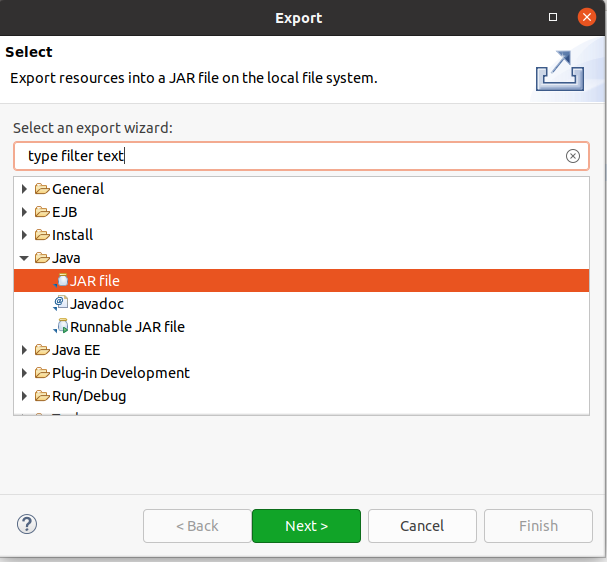 Export
Select
Export resources into a JAR file on the local file system.
Select an export wizard:
type filter text
General
EJB
Install
Java
JAR file
Javadoc
Runnable JAR file
Java EE
Plug-in Development
Run/Debug
< Back
Next >
Cancel
Finish